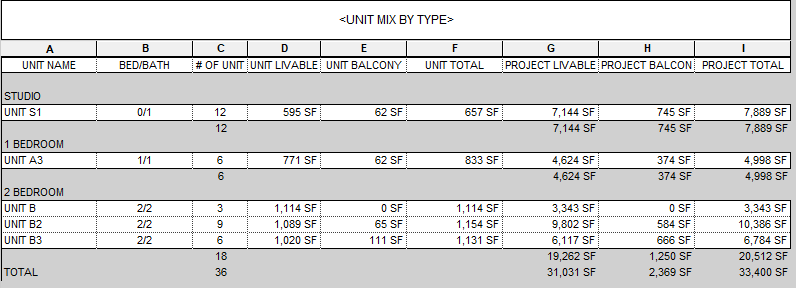 <UNIT MIX BY TYPE>
A B C D E F G H I
UNIT NAME BED/BATH # OF UNIT UNIT LIVABLE UNIT BALCONY UNIT TOTAL PROJECT LIVABLE PROJECT BALCON PROJECT TOTAL
STUDIO
UNIT S1 0/1 12 595 SF 62 SF 657 SF 7,144 SF 745 SF 7,889 SF
12 7,144 SF 745 SF 7,889 SF
1 BEDROOM
UNIT A3 1/1 6 771 SF 62 SF 833 SF 4,624 SF 374 SF 4,998 SF
6 4,624 SF 374 SF 4,998 SF
2 BEDROOM
UNIT B 2/2 3 1,114 SF 0 SF 1,114 SF 3,343 SF 0 SF 3,343 SF
UNIT B2 2/2 9 1,089 SF 65 SF 1,154 SF 9,802 SF 584 SF 10,386 SF
UNIT B3 2/2 6 1,020 SF 111 SF 1,131 SF 6,117 SF 666 SF 6,784 SF
18 19,262 SF 1,250 SF 20,512 SF
TOTAL 36 31,031 SF 2,369 SF 33,400 SF